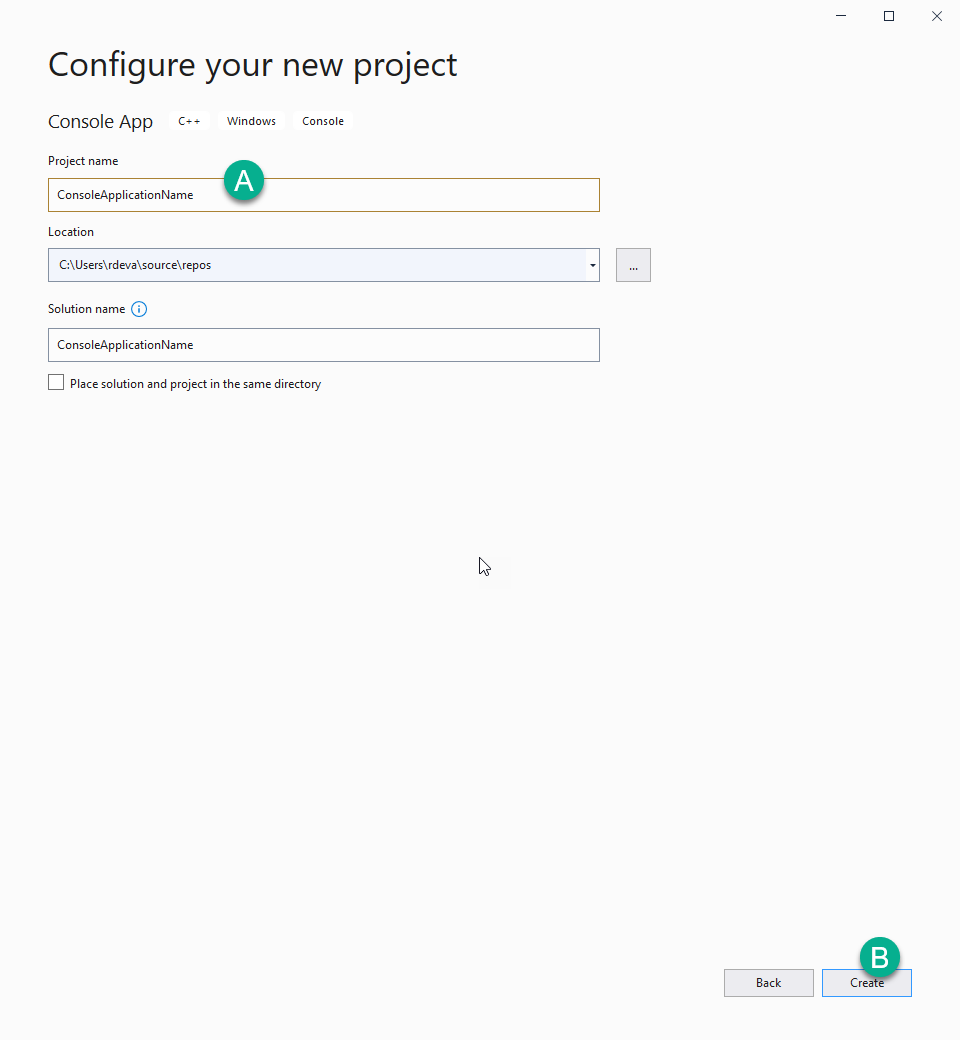 Configure your new project
Console App C++ Windows Console
Project name
A
ConsoleApplicationName
Location
C:\Users\rdeva\source\repos
...
Solution name
ConsoleApplicationName
Place solution and project in the same directory
B
Back Create